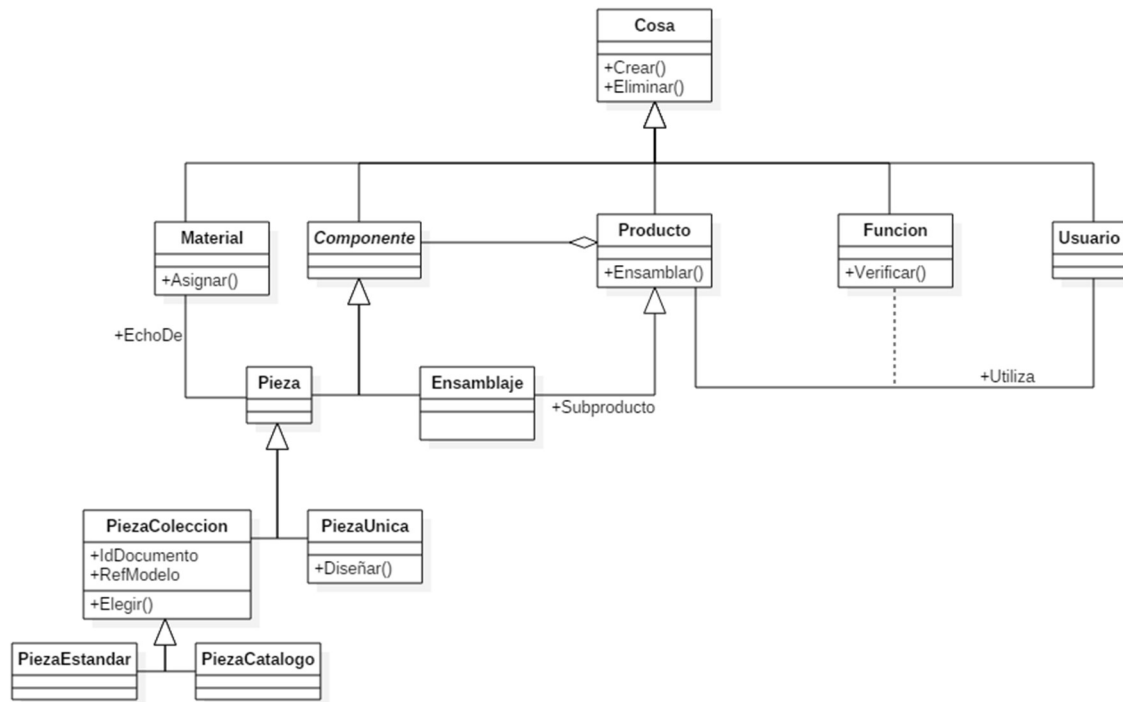 Cosa
+Crear()
+Eliminar()
Material
+Asignar()
Componente
Producto
+Ensamblar()
Funcion
+Verificar()
Usuario
+EchoDe
Pieza
Ensamblaje
+Subproducto
+Utiliza
PiezaColeccion
+IdDocumento
+RefModelo
+Elegir()
PiezaUnica
+Diseñar()
PiezaEstandar
PiezaCatalogo